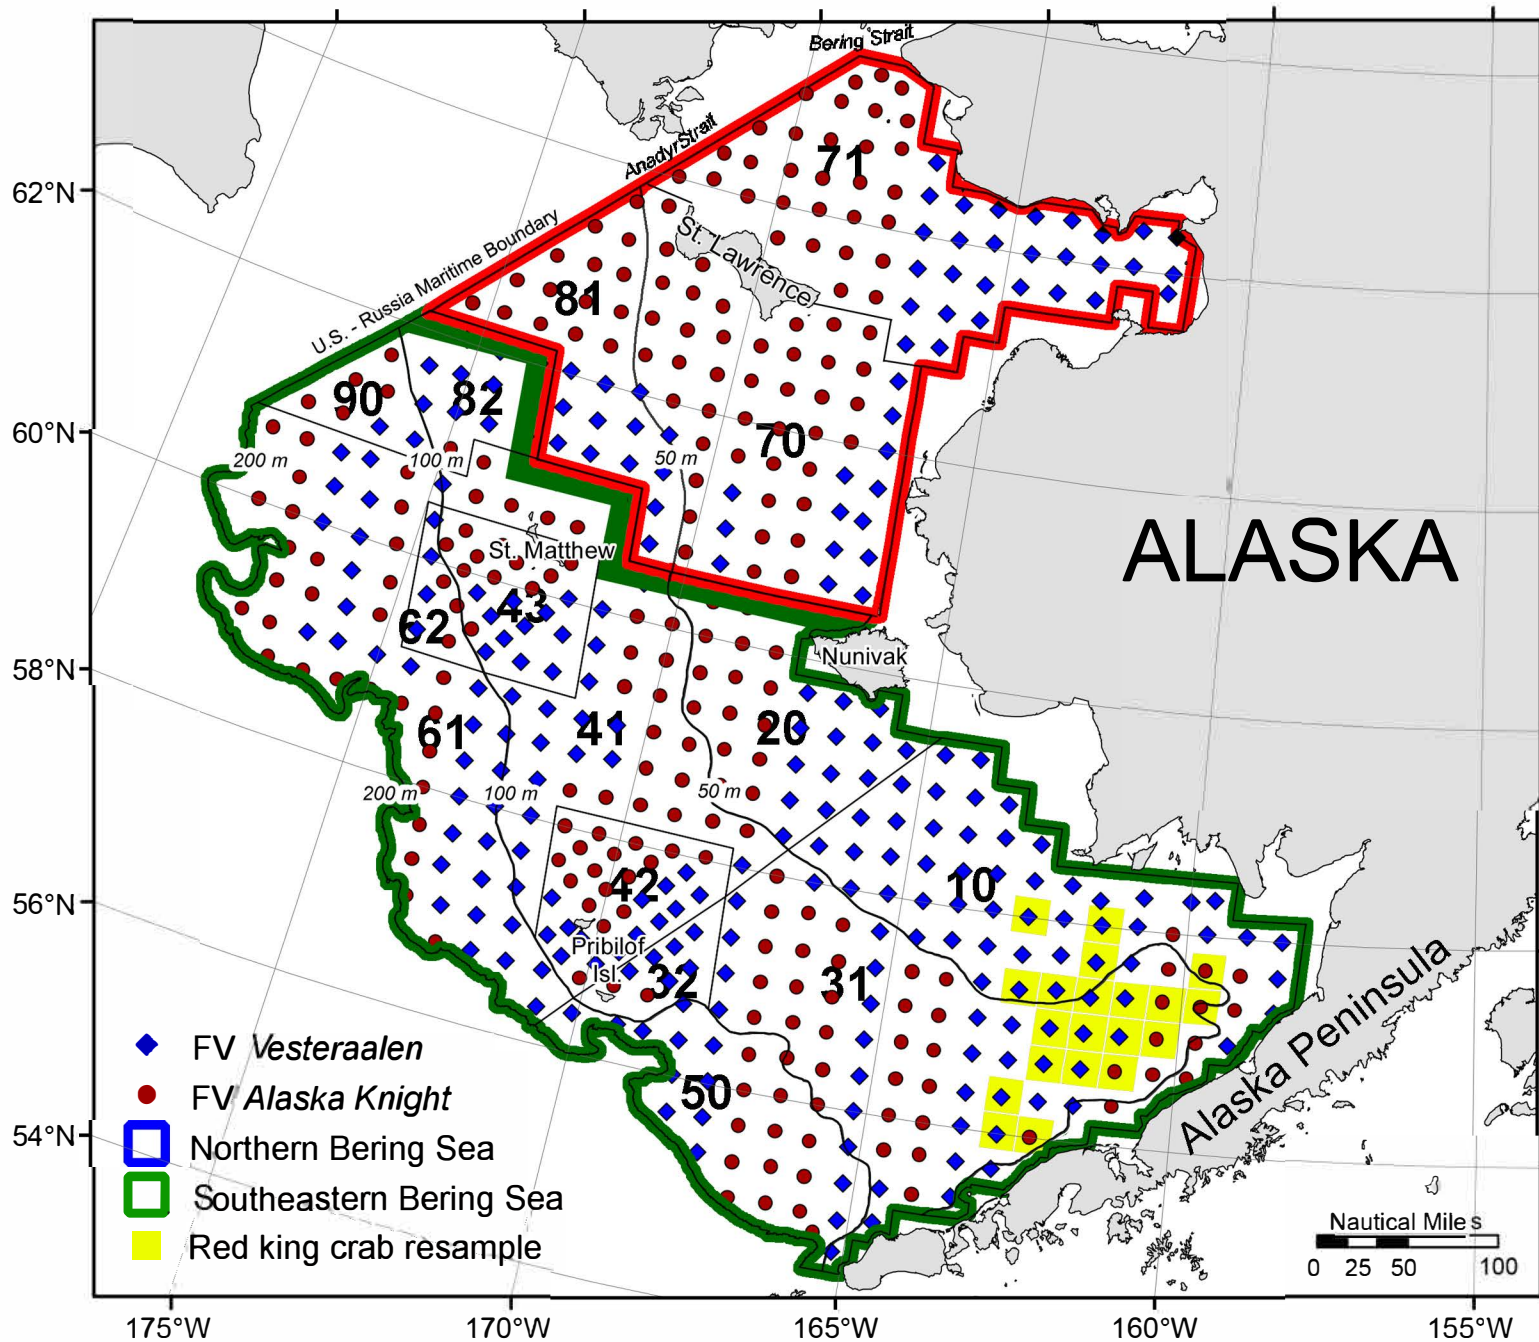 Bering Strait
Anadyr Strait
71
62°N
St. Lawrence
U.S. - Russia Maritime Boundary
81
90
82
60°N
70
200 m
100 m
50 m
ALASKA
St. Matthew
43
62
Nunivak
58°N
61
41
20
200 m
100 m
50 m
42
10
56°N
Pribilof
Isl.
32
31
Alaska Peninsula
50
FV Vesteraalen
FV Alaska Knight
54°N
Northern Bering Sea
Southeastern Bering Sea
Red king crab resample
Nautical Miles
0 25 50 100
175°W
170°W
165°W
160°W
155°W